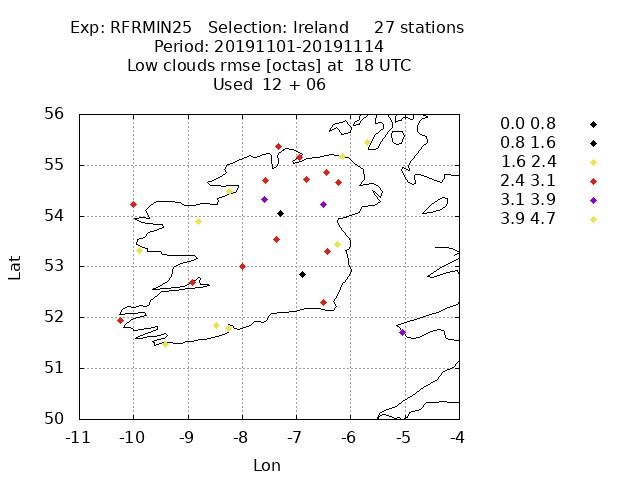 Exp: RFRMIN25 Selection: Ireland 27 stations
Period: 20191101-20191114
Low clouds rmse [octas] at 18 UTC
Used 12 + 06
0.0 0.8
0.8 1.6
1.6 2.4
2.4 3.1
3.1 3.9
3.9 4.7
56
55
54
53
52
51
50
Lat
-11 -10 -9 -8 -7 -6 -5 -4
Lon